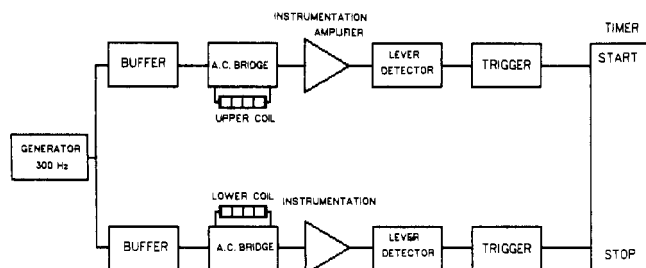 INSTRUMENTATION
AMPLIFIER
TIMER
BUFFER
A.C. BRIDGE
LEVER
DETECTOR
TRIGGER
START
UPPER COIL
GENERATOR
300 Hz
LOWER COIL
INSTRUMENTATION
BUFFER
A.C. BRIDGE
LEVER
DETECTOR
TRIGGER
STOP